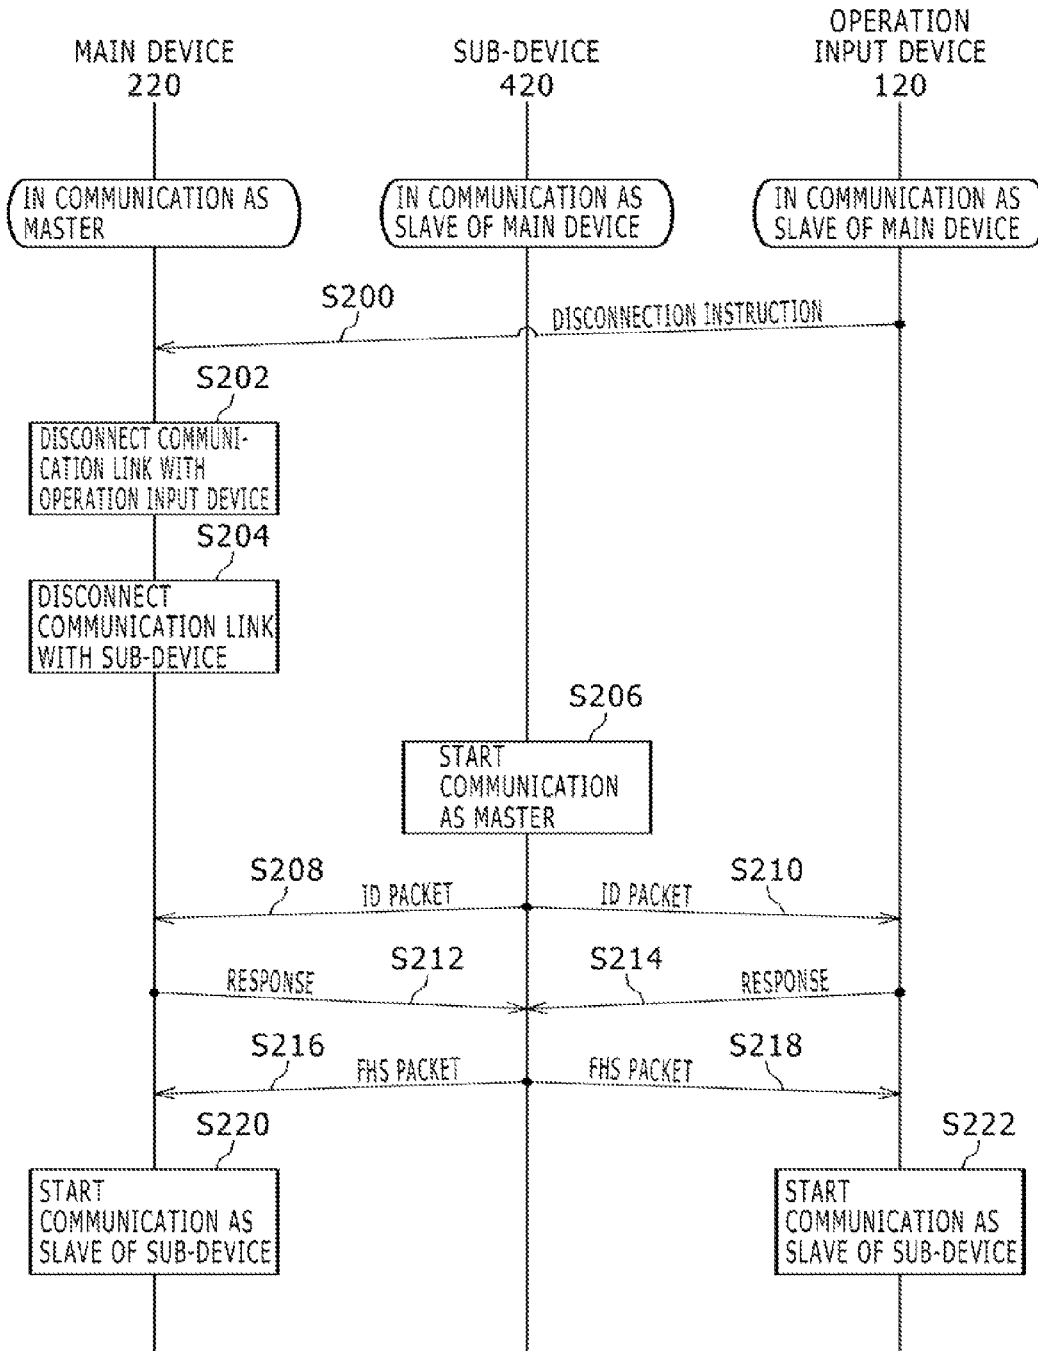 MAIN DEVICE
220
SUB-DEVICE
420
OPERATION
INPUT DEVICE
120
IN COMMUNICATION AS
MASTER
IN COMMUNICATION AS
SLAVE OF MAIN DEVICE
IN COMMUNICATION AS
SLAVE OF MAIN DEVICE
S200
DISCONNECTION INSTRUCTION
S202
DISCONNECT COMMUNI-
CATION LINK WITH
OPERATION INPUT DEVICE
S204
DISCONNECT
COMMUNICATION LINK
WITH SUB-DEVICE
S206
START
COMMUNICATION
AS MASTER
S208
ID PACKET
ID PACKET
S210
RESPONSE
S212
S214
RESPONSE
S216
FHS PACKET
FHS PACKET
S218
S220
START
COMMUNICATION AS
SLAVE OF SUB-DEVICE
S222
START
COMMUNICATION AS
SLAVE OF SUB-DEVICE